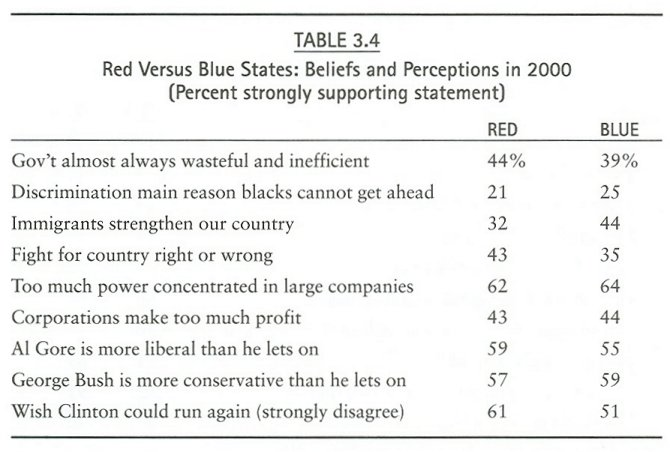 TABLE 3.4
Red Versus Blue States: Beliefs and Perceptions in 2000
(Percent strongly supporting statement)
RED BLUE
Gov't almost always wasteful and inefficient 44% 39%
Discrimination main reason blacks cannot get ahead 21 25
Immigrants strengthen our country 32 44
Fight for country right or wrong 43 35
Too much power concentrated in large companies 62 64
Corporations make too much profit 43 44
Al Gore is more liberal than he lets on 59 55
George Bush is more conservative than he lets on 57 59
Wish Clinton could run again (strongly disagree) 61 51